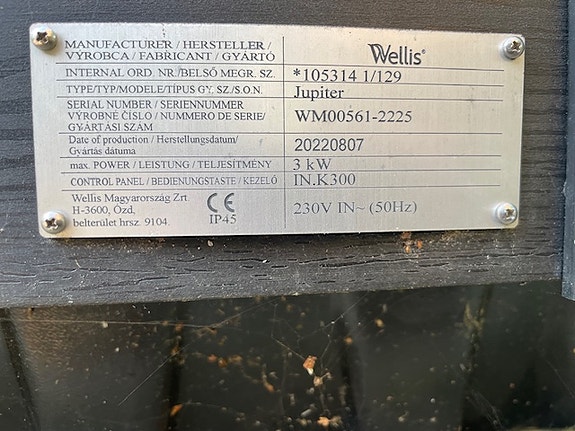 MANUFACTURER / HERSTELLER /
VÝROBCA / FABRICANT / GYÁRTÓ
Wellis®
INTERNAL ORD. NR./BELSŐ MEGR. SZ.
*105314 1/129
TYPE/TYP/MODELE/TÍPUS GY. SZ./S.O.N.
Jupiter
SERIAL NUMBER / SERIENNUMMER
VÝROBNÉ ČÍSLO / NUMMERO DE SERIE/
GYÁRTÁSI SZÁM
WM00561-2225
Date of production / Herstellungsdatum/
Gyártás dátuma
20220807
max. POWER / LEISTUNG / TELJESÍTMÉNY
3 kW
CONTROL PANEL / BEDIENUNGSTASTE / KEZELŐ
IN.K300
Wellis Magyarország Zrt.
H-3600, Ózd,
belterület hrsz. 9104.
CE
IP45
230V IN~ (50Hz)